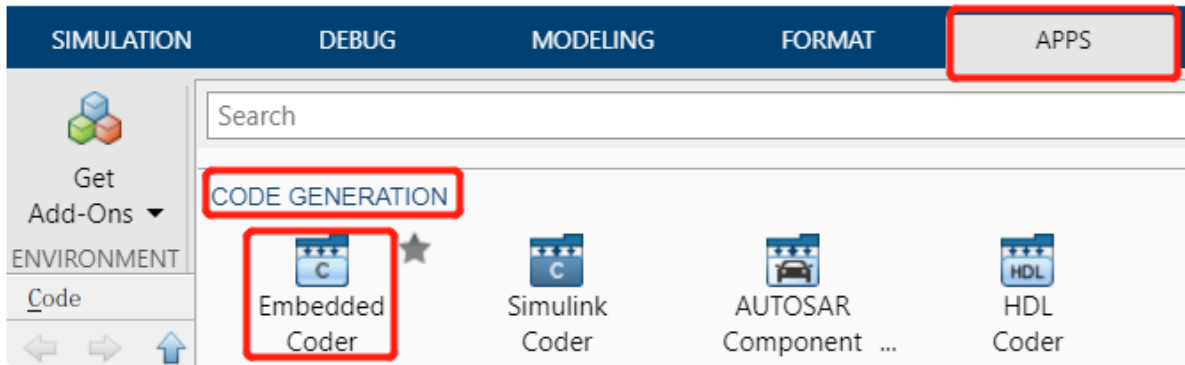 SIMULATION DEBUG MODELING FORMAT APPS
Search
Get
Add-Ons
ENVIRONMENT
Code
CODE GENERATION
C C HDL
Embedded Simulink AUTOSAR HDL
Coder Coder Component ... Coder